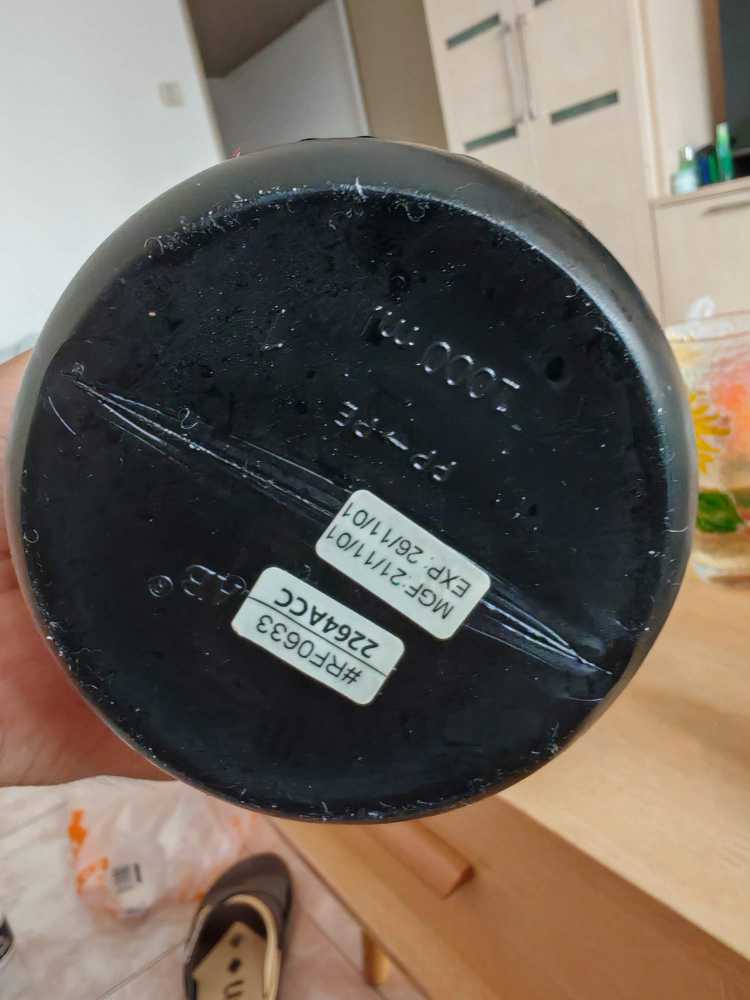 1000 ml
PP-PE
MGF:21/11/01
EXP: 26/11/01
#RF0633
2264ACC